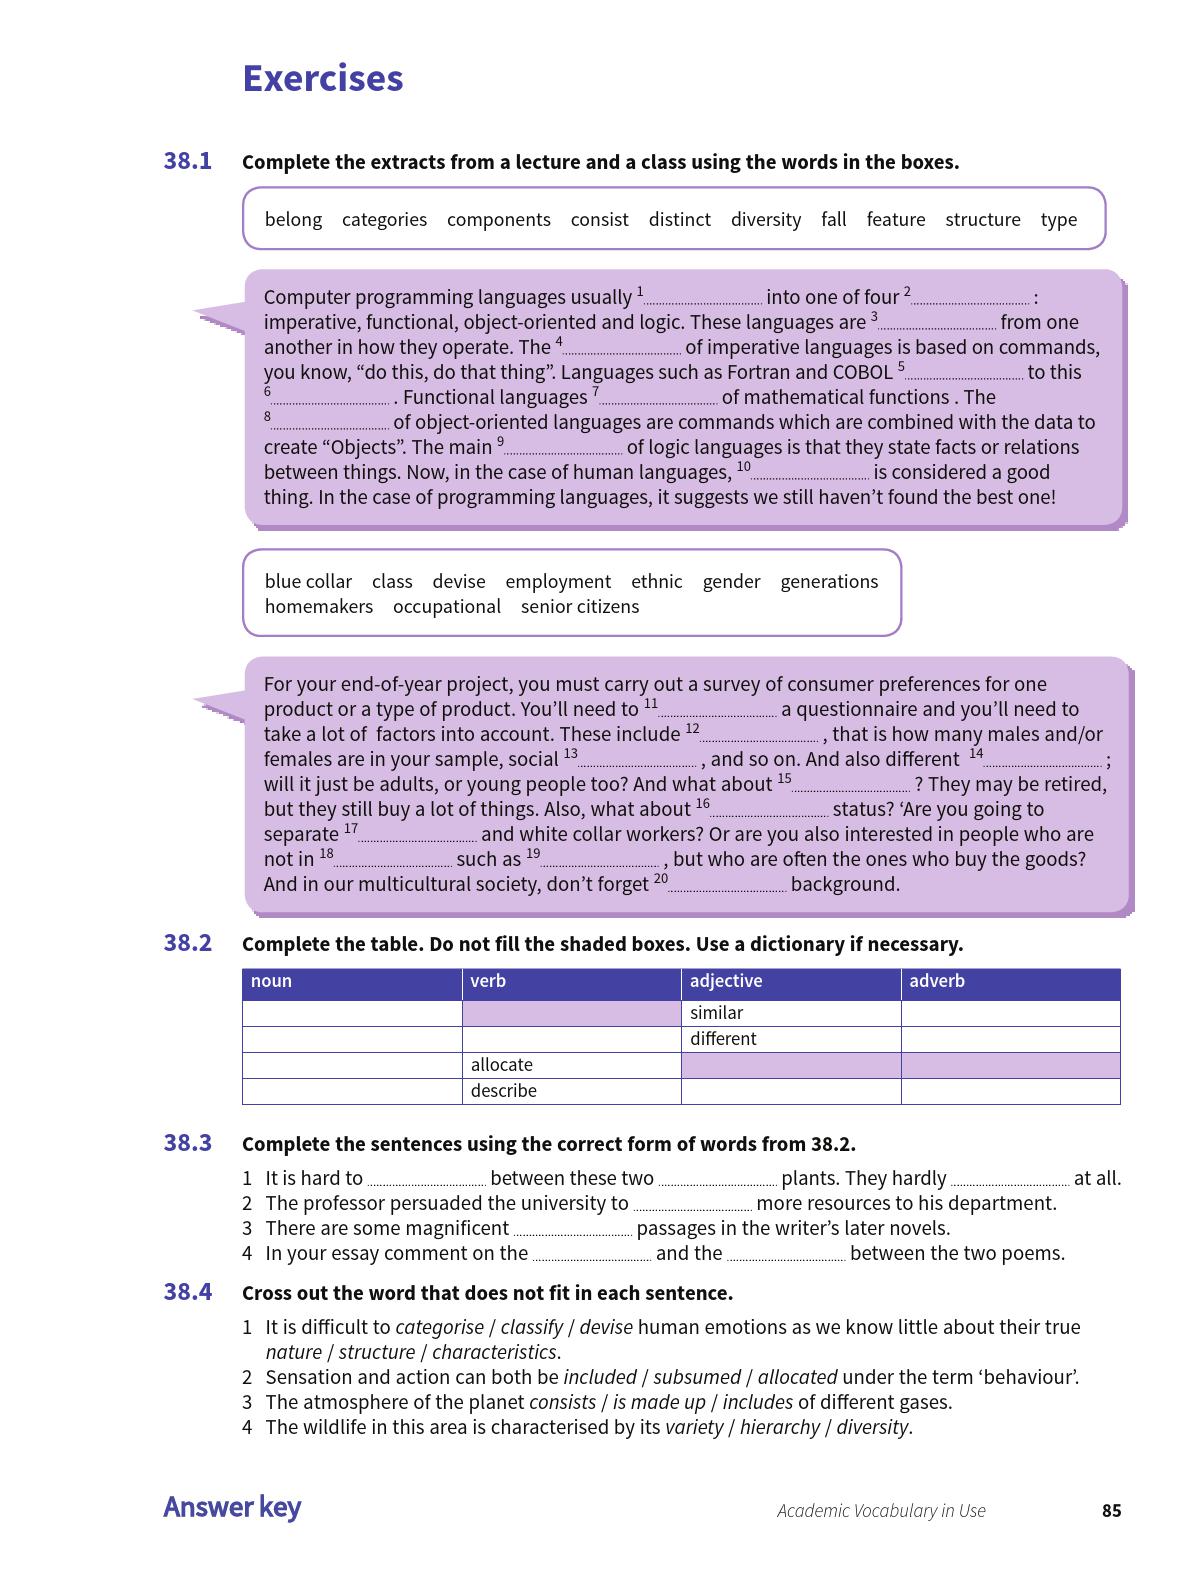 Exercises
38.1 Complete the extracts from a lecture and a class using the words in the boxes.
belong categories components consist distinct diversity fall feature structure type
Computer programming languages usually 1 .............................. into one of four 2 .............................. :
imperative, functional, object-oriented and logic. These languages are 3 .............................. from one
another in how they operate. The 4 .............................. of imperative languages is based on commands,
you know, “do this, do that thing”. Languages such as Fortran and COBOL 5 .............................. to this
6 .............................. . Functional languages 7 .............................. of mathematical functions . The
8 .............................. of object-oriented languages are commands which are combined with the data to
create “Objects”. The main 9 .............................. of logic languages is that they state facts or relations
between things. Now, in the case of human languages, 10 .............................. is considered a good
thing. In the case of programming languages, it suggests we still haven’t found the best one!
blue collar class devise employment ethnic gender generations
homemakers occupational senior citizens
For your end-of-year project, you must carry out a survey of consumer preferences for one
product or a type of product. You’ll need to 11 .............................. a questionnaire and you’ll need to
take a lot of factors into account. These include 12 .............................. , that is how many males and/or
females are in your sample, social 13 .............................. , and so on. And also different 14 .............................. ;
will it just be adults, or young people too? And what about 15 .............................. ? They may be retired,
but they still buy a lot of things. Also, what about 16 .............................. status? ‘Are you going to
separate 17 .............................. and white collar workers? Or are you also interested in people who are
not in 18 .............................. such as 19 .............................. , but who are often the ones who buy the goods?
And in our multicultural society, don’t forget 20 .............................. background.
38.2 Complete the table. Do not fill the shaded boxes. Use a dictionary if necessary.
noun verb adjective adverb
similar
different
allocate
describe
38.3 Complete the sentences using the correct form of words from 38.2.
1 It is hard to .............................. between these two .............................. plants. They hardly .............................. at all.
2 The professor persuaded the university to .............................. more resources to his department.
3 There are some magnificent .............................. passages in the writer’s later novels.
4 In your essay comment on the .............................. and the .............................. between the two poems.
38.4 Cross out the word that does not fit in each sentence.
1 It is difficult to categorise / classify / devise human emotions as we know little about their true
nature / structure / characteristics.
2 Sensation and action can both be included / subsumed / allocated under the term ‘behaviour’.
3 The atmosphere of the planet consists / is made up / includes of different gases.
4 The wildlife in this area is characterised by its variety / hierarchy / diversity.
Answer key Academic Vocabulary in Use 85